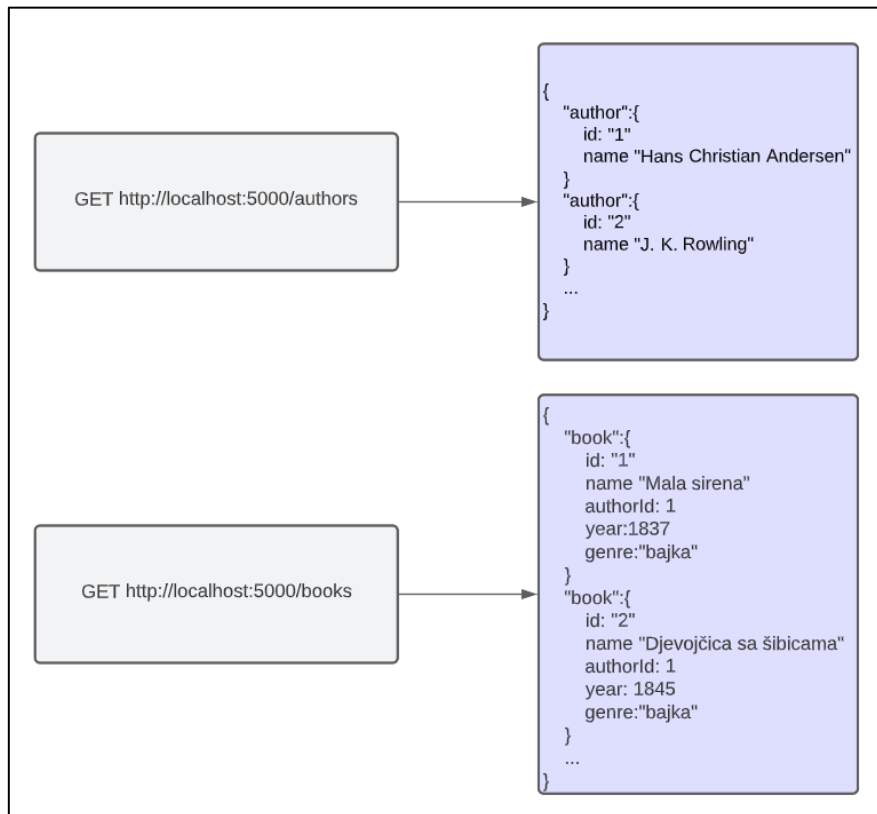 GET http://localhost:5000/authors
{
"author":{
id: "1"
name "Hans Christian Andersen"
}
"author":{
id: "2"
name "J. K. Rowling"
}
...
}
GET http://localhost:5000/books
{
"book":{
id: "1"
name "Mala sirena"
authorId: 1
year:1837
genre:"bajka"
}
"book":{
id: "2"
name "Djevojčica sa šibicama"
authorId: 1
year: 1845
genre:"bajka"
}
...
}